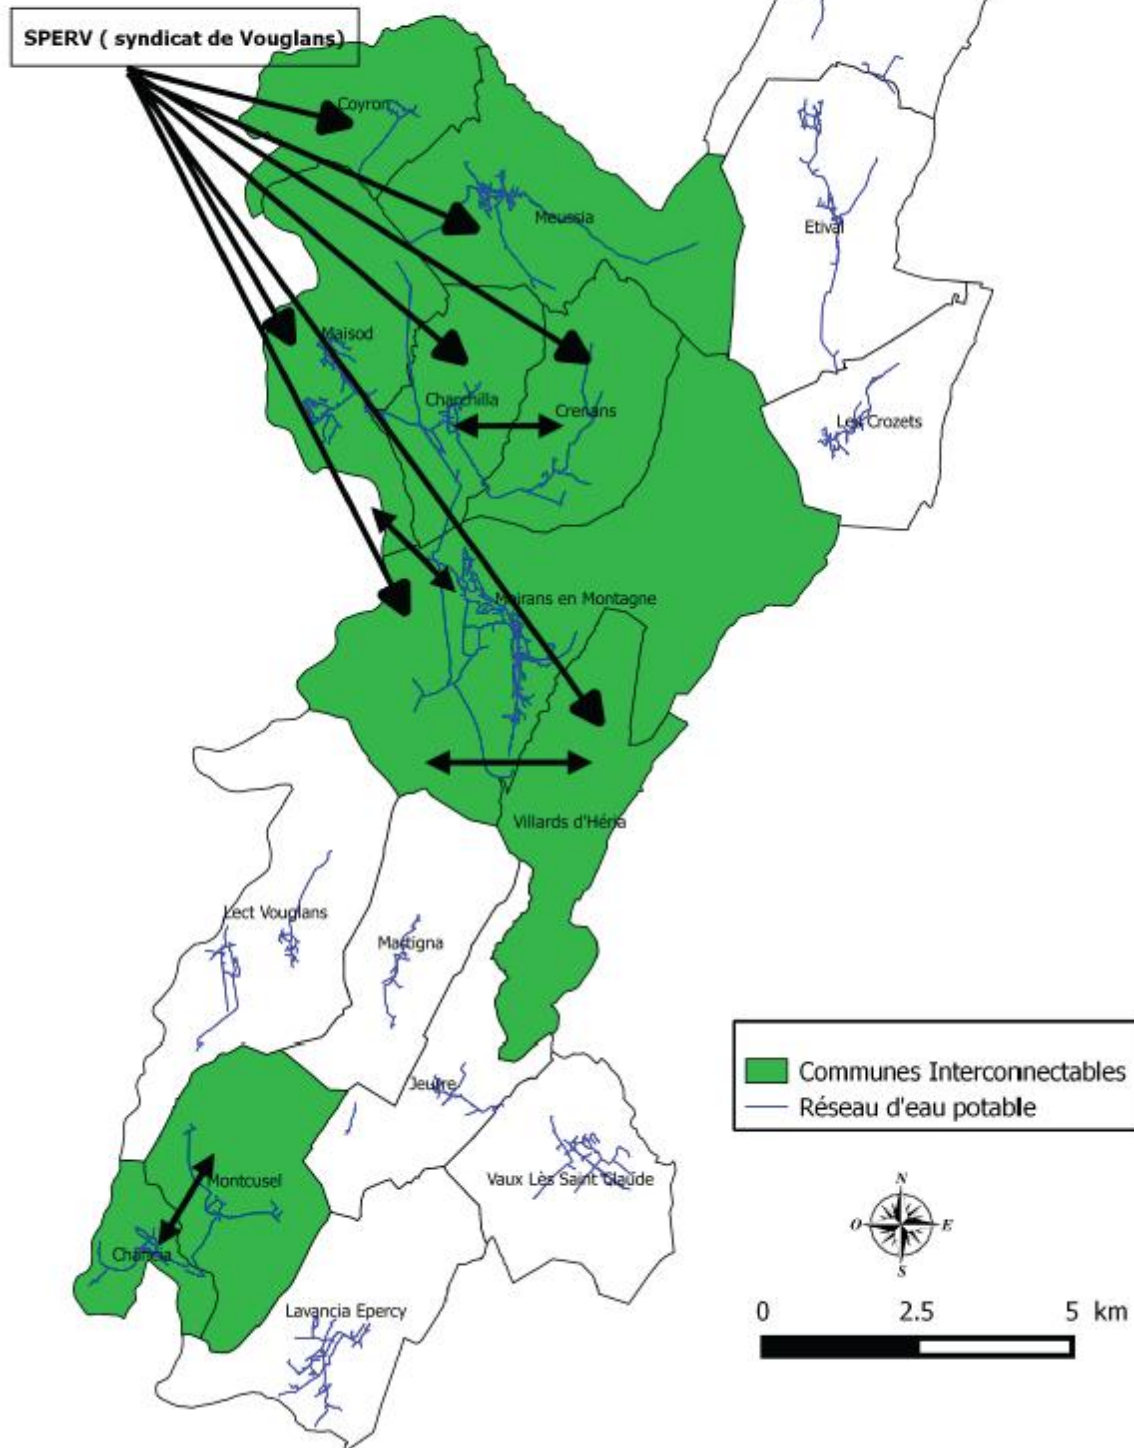 SPERV ( syndicat de Vouglans)
Coyron
Meussia
Etival
Maisod
Charchilla
Crenans
Les Crozets
Moirans en Montagne
Villards d'Héria
Lect Vouglans
Martigna
Jeurre
Vaux Lès Saint Claude
Montcusel
Chancia
Lavancia Epercy
Communes Interconnectables
Réseau d'eau potable
N
O E
S
0 2.5 5 km